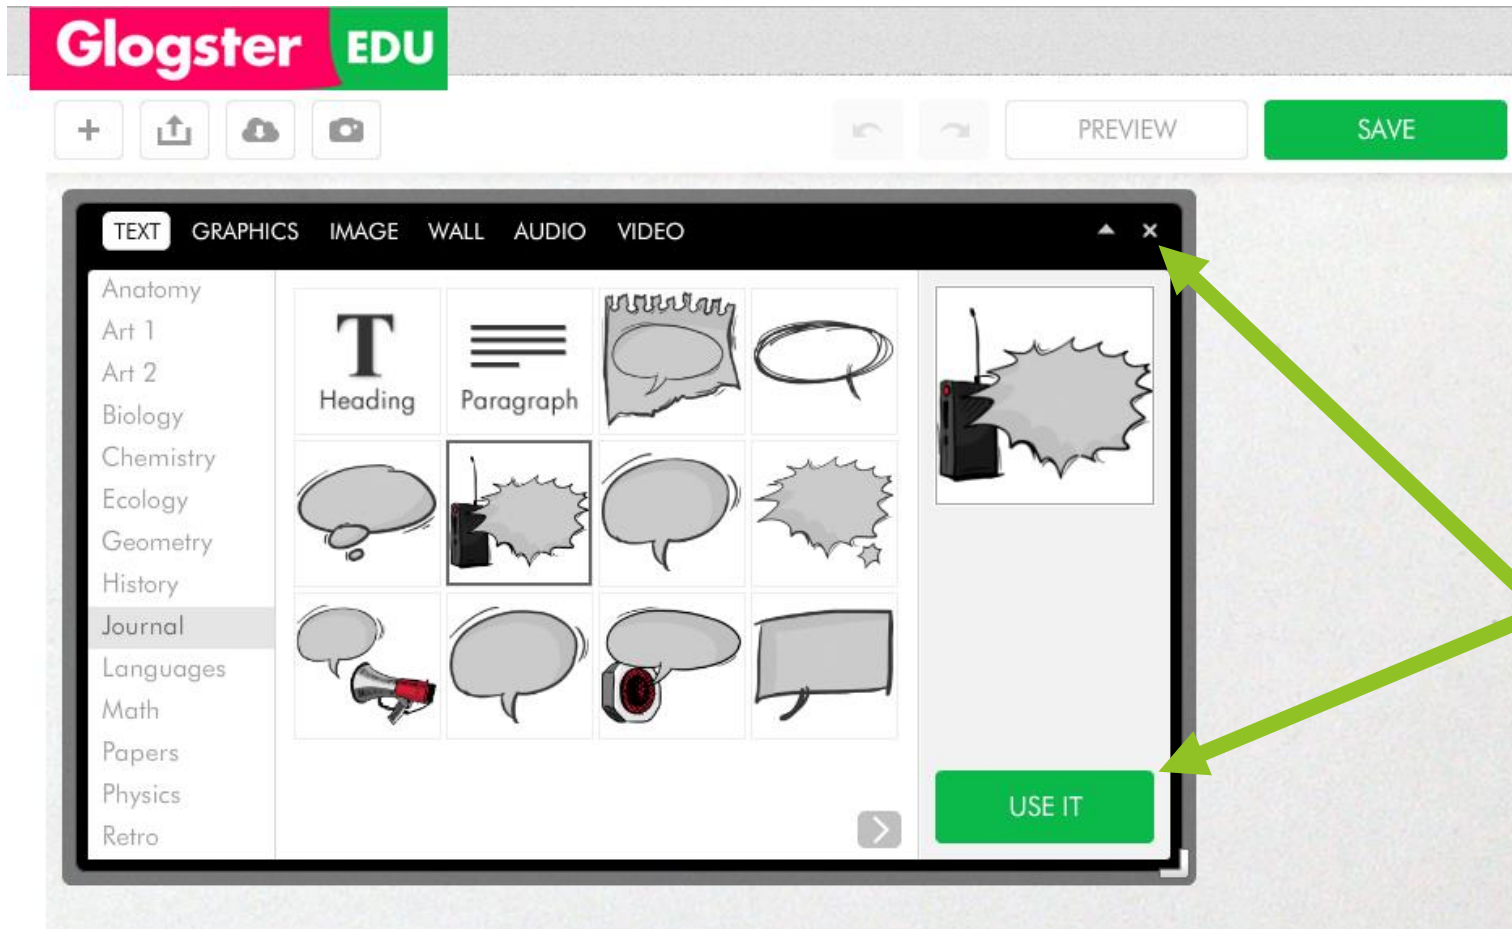 Glogster EDU
PREVIEW SAVE
TEXT GRAPHICS IMAGE WALL AUDIO VIDEO
Anatomy
Art 1
Art 2
Biology
Chemistry
Ecology
Geometry
History
Journal
Languages
Math
Papers
Physics
Retro
T
Heading
Paragraph
USE IT